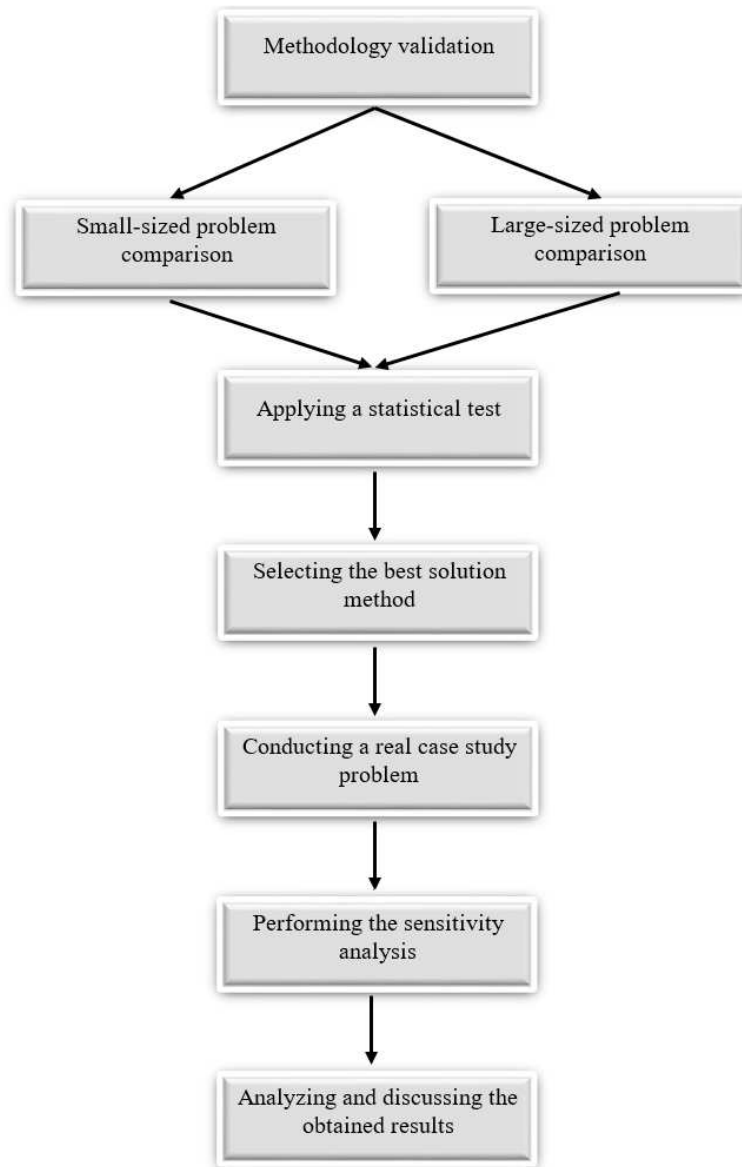 Methodology validation
Small-sized problem
comparison
Large-sized problem
comparison
Applying a statistical test
Selecting the best solution
method
Conducting a real case study
problem
Performing the sensitivity
analysis
Analyzing and discussing the
obtained results